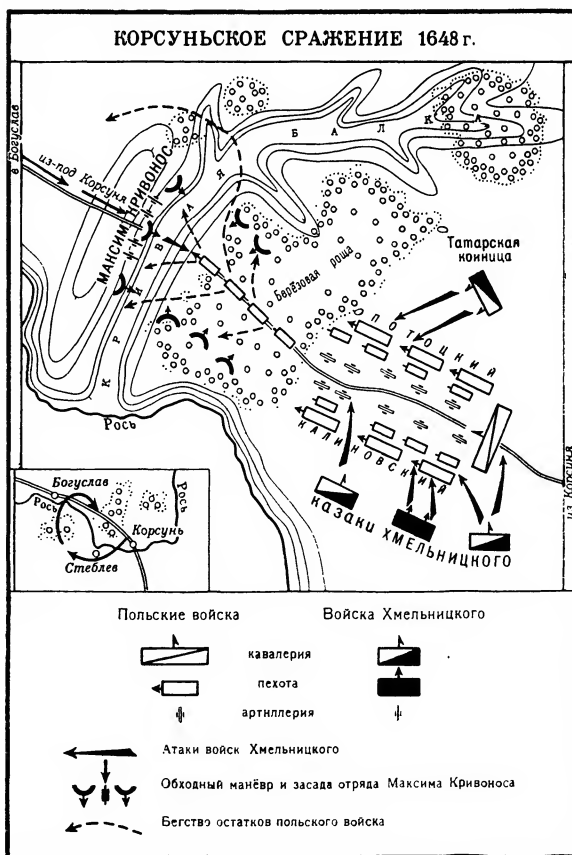 КОРСУНЬСКОЕ СРАЖЕНИЕ 1648 г.
в Богуслав
из-под Корсуня
МАКСИМ КРИВОНОС
КРИВАЯ БАЛКА
Берёзовая роща
Татарская
конница
ПОТОЦКИЙ
КАЛИНОВСКИЙ
КАЗАКИ ХМЕЛЬНИЦКОГО
из Корсуня
Рось
Богуслав
Рось
Рось
Корсунь
Стеблев
Польские войска
Войска Хмельницкого
кавалерия
пехота
артиллерия
Атаки войск Хмельницкого
Обходный манёвр и засада отряда Максима Кривоноса
Бегство остатков польского войска